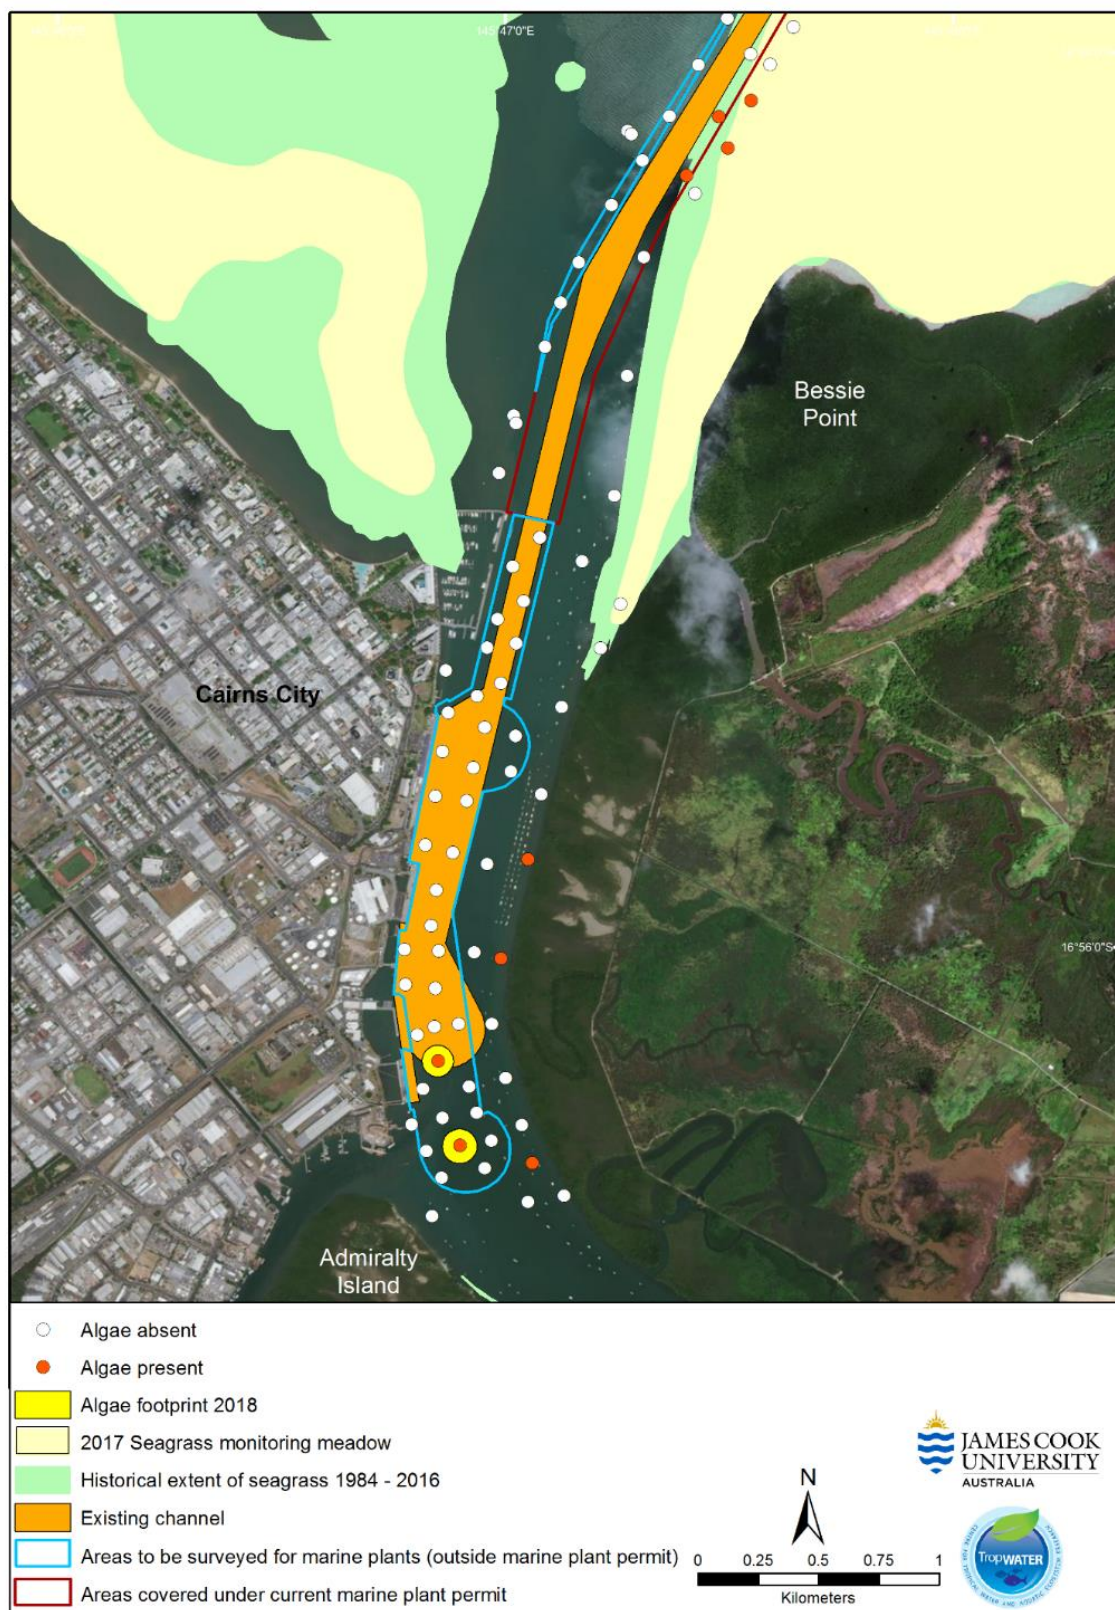 145°47'0"E
Bessie
Point
Cairns City
16°56'0"S
Admiralty
Island
Algae absent
Algae present
Algae footprint 2018
2017 Seagrass monitoring meadow
Historical extent of seagrass 1984 - 2016
Existing channel
Areas to be surveyed for marine plants (outside marine plant permit)
Areas covered under current marine plant permit
N
0 0.25 0.5 0.75 1
Kilometers
JAMES COOK
UNIVERSITY
AUSTRALIA
TropWATER